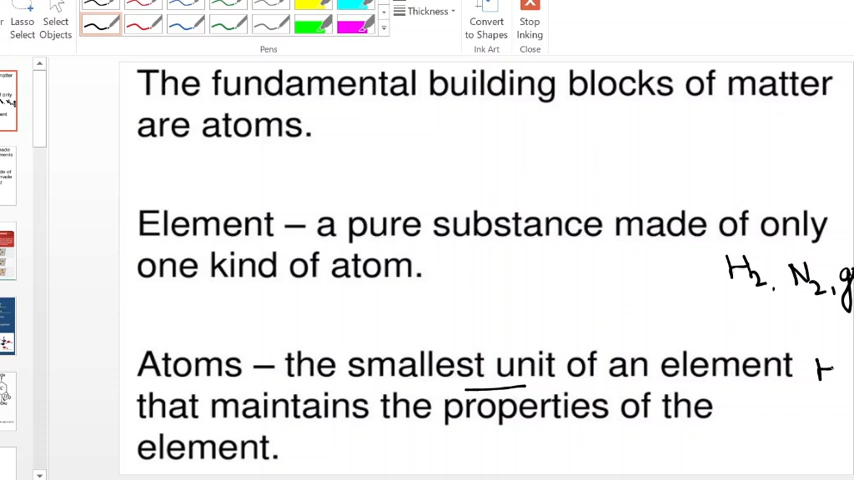 Lasso
Select
Select
Objects
Thickness
Convert
to Shapes
Stop
Inking
Pens
Ink Art
Close
The fundamental building blocks of matter
are atoms.
Element – a pure substance made of only
one kind of atom.
H2, N2, g
Atoms – the smallest unit of an element
that maintains the properties of the
element.